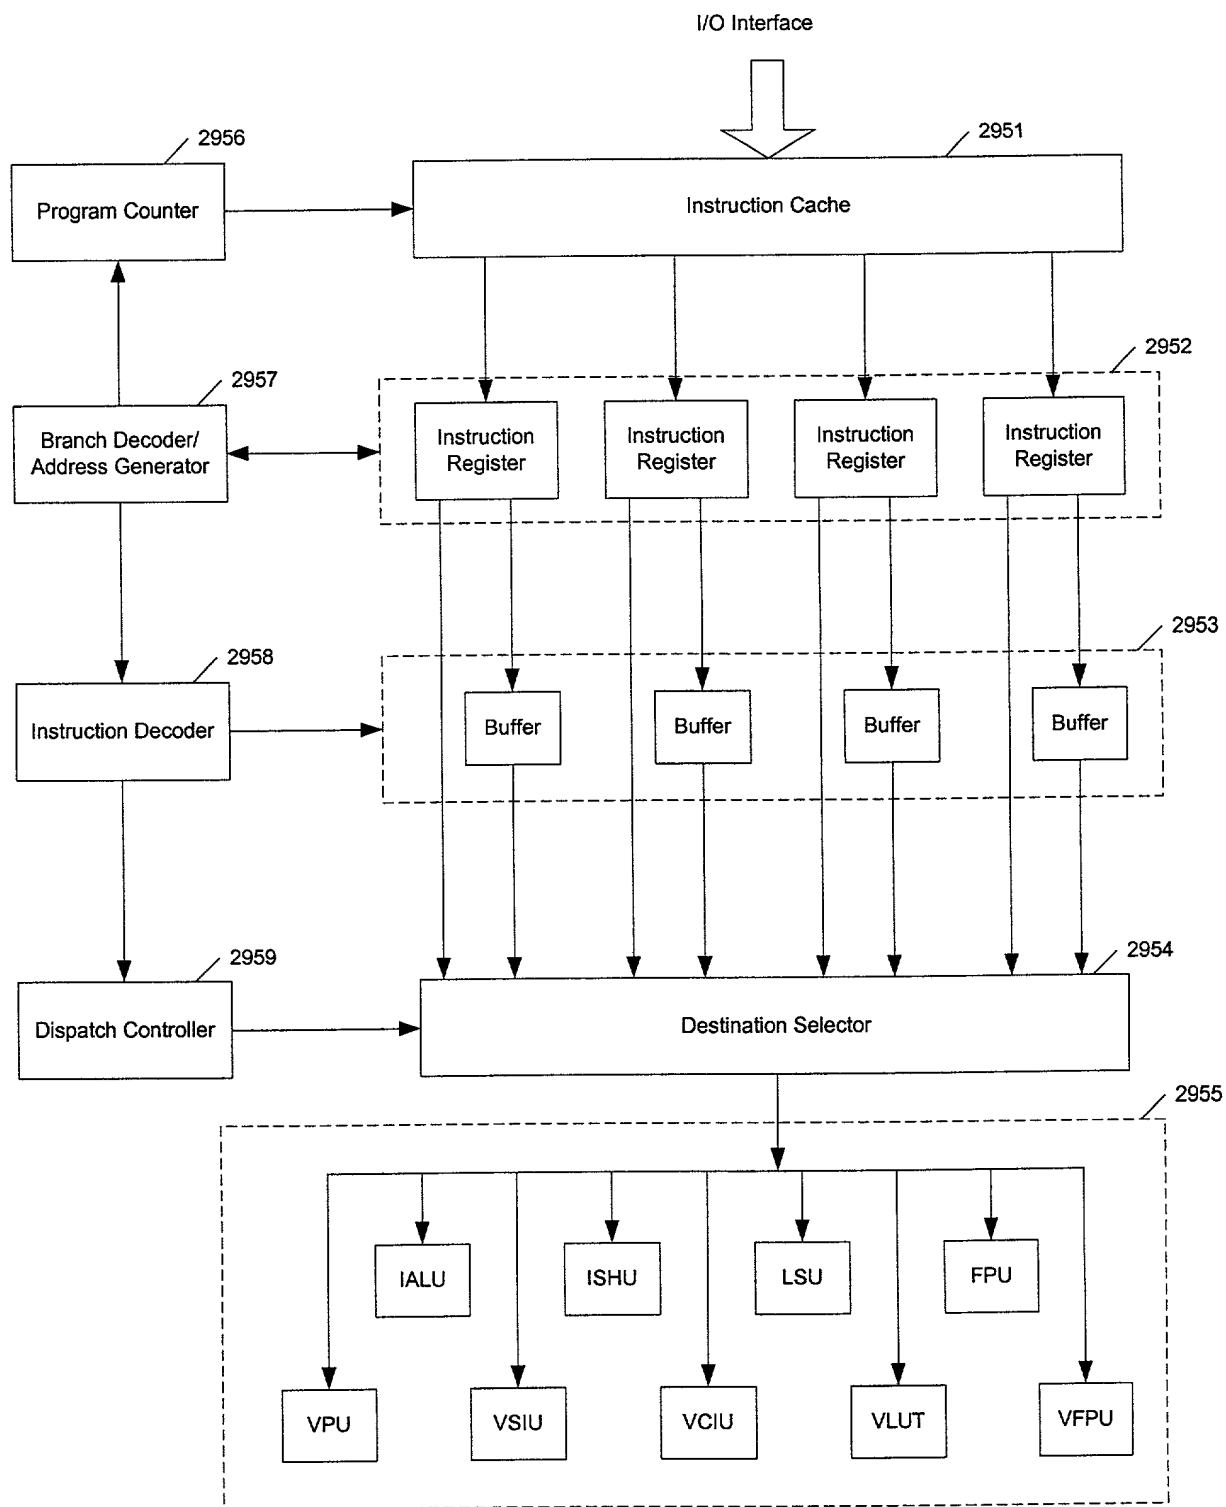 I/O Interface
2956
2951
Program Counter
Instruction Cache
2952
2957
Branch Decoder/
Address Generator
Instruction
Register
Instruction
Register
Instruction
Register
Instruction
Register
2953
2958
Instruction Decoder
Buffer
Buffer
Buffer
Buffer
2959
2954
Dispatch Controller
Destination Selector
2955
IALU
ISHU
LSU
FPU
VPU
VSIU
VCIU
VLUT
VFPU